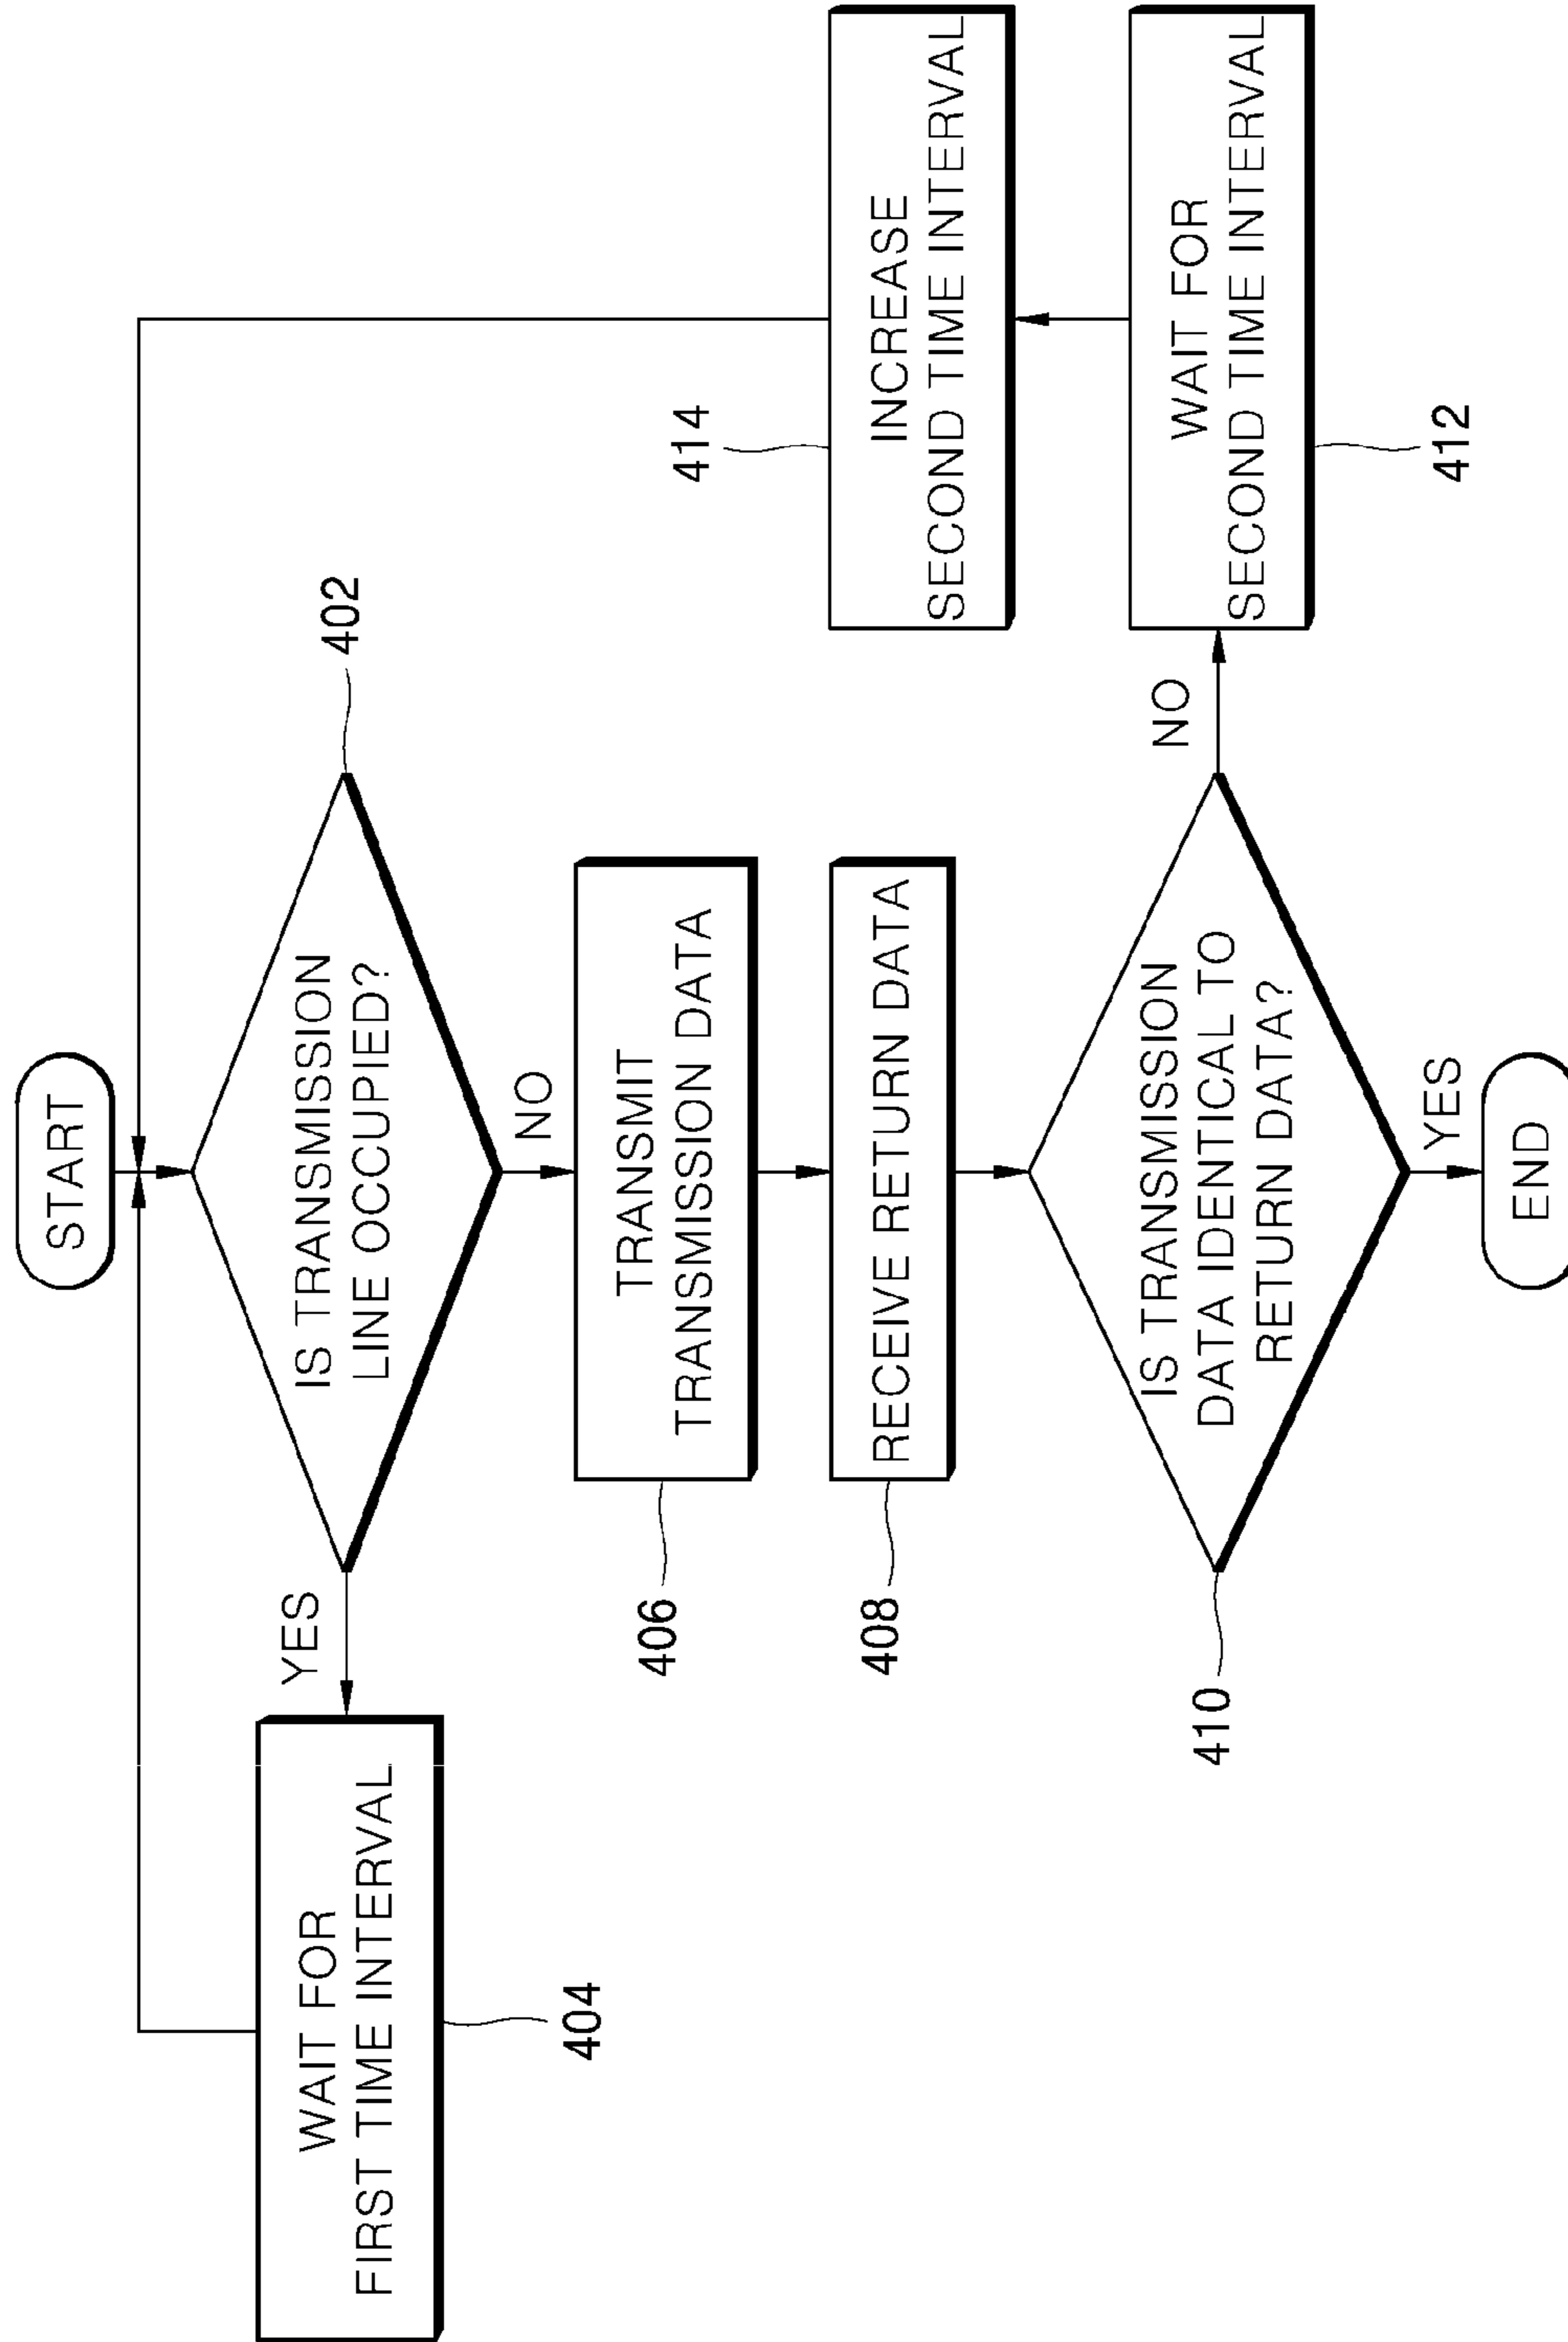 START
IS TRANSMISSION
LINE OCCUPIED?
402
YES
WAIT FOR
FIRST TIME INTERVAL
404
NO
TRANSMIT
TRANSMISSION DATA
406
RECEIVE RETURN DATA
408
IS TRANSMISSION
DATA IDENTICAL TO
RETURN DATA?
410
NO
WAIT FOR
SECOND TIME INTERVAL
412
INCREASE
SECOND TIME INTERVAL
414
YES
END